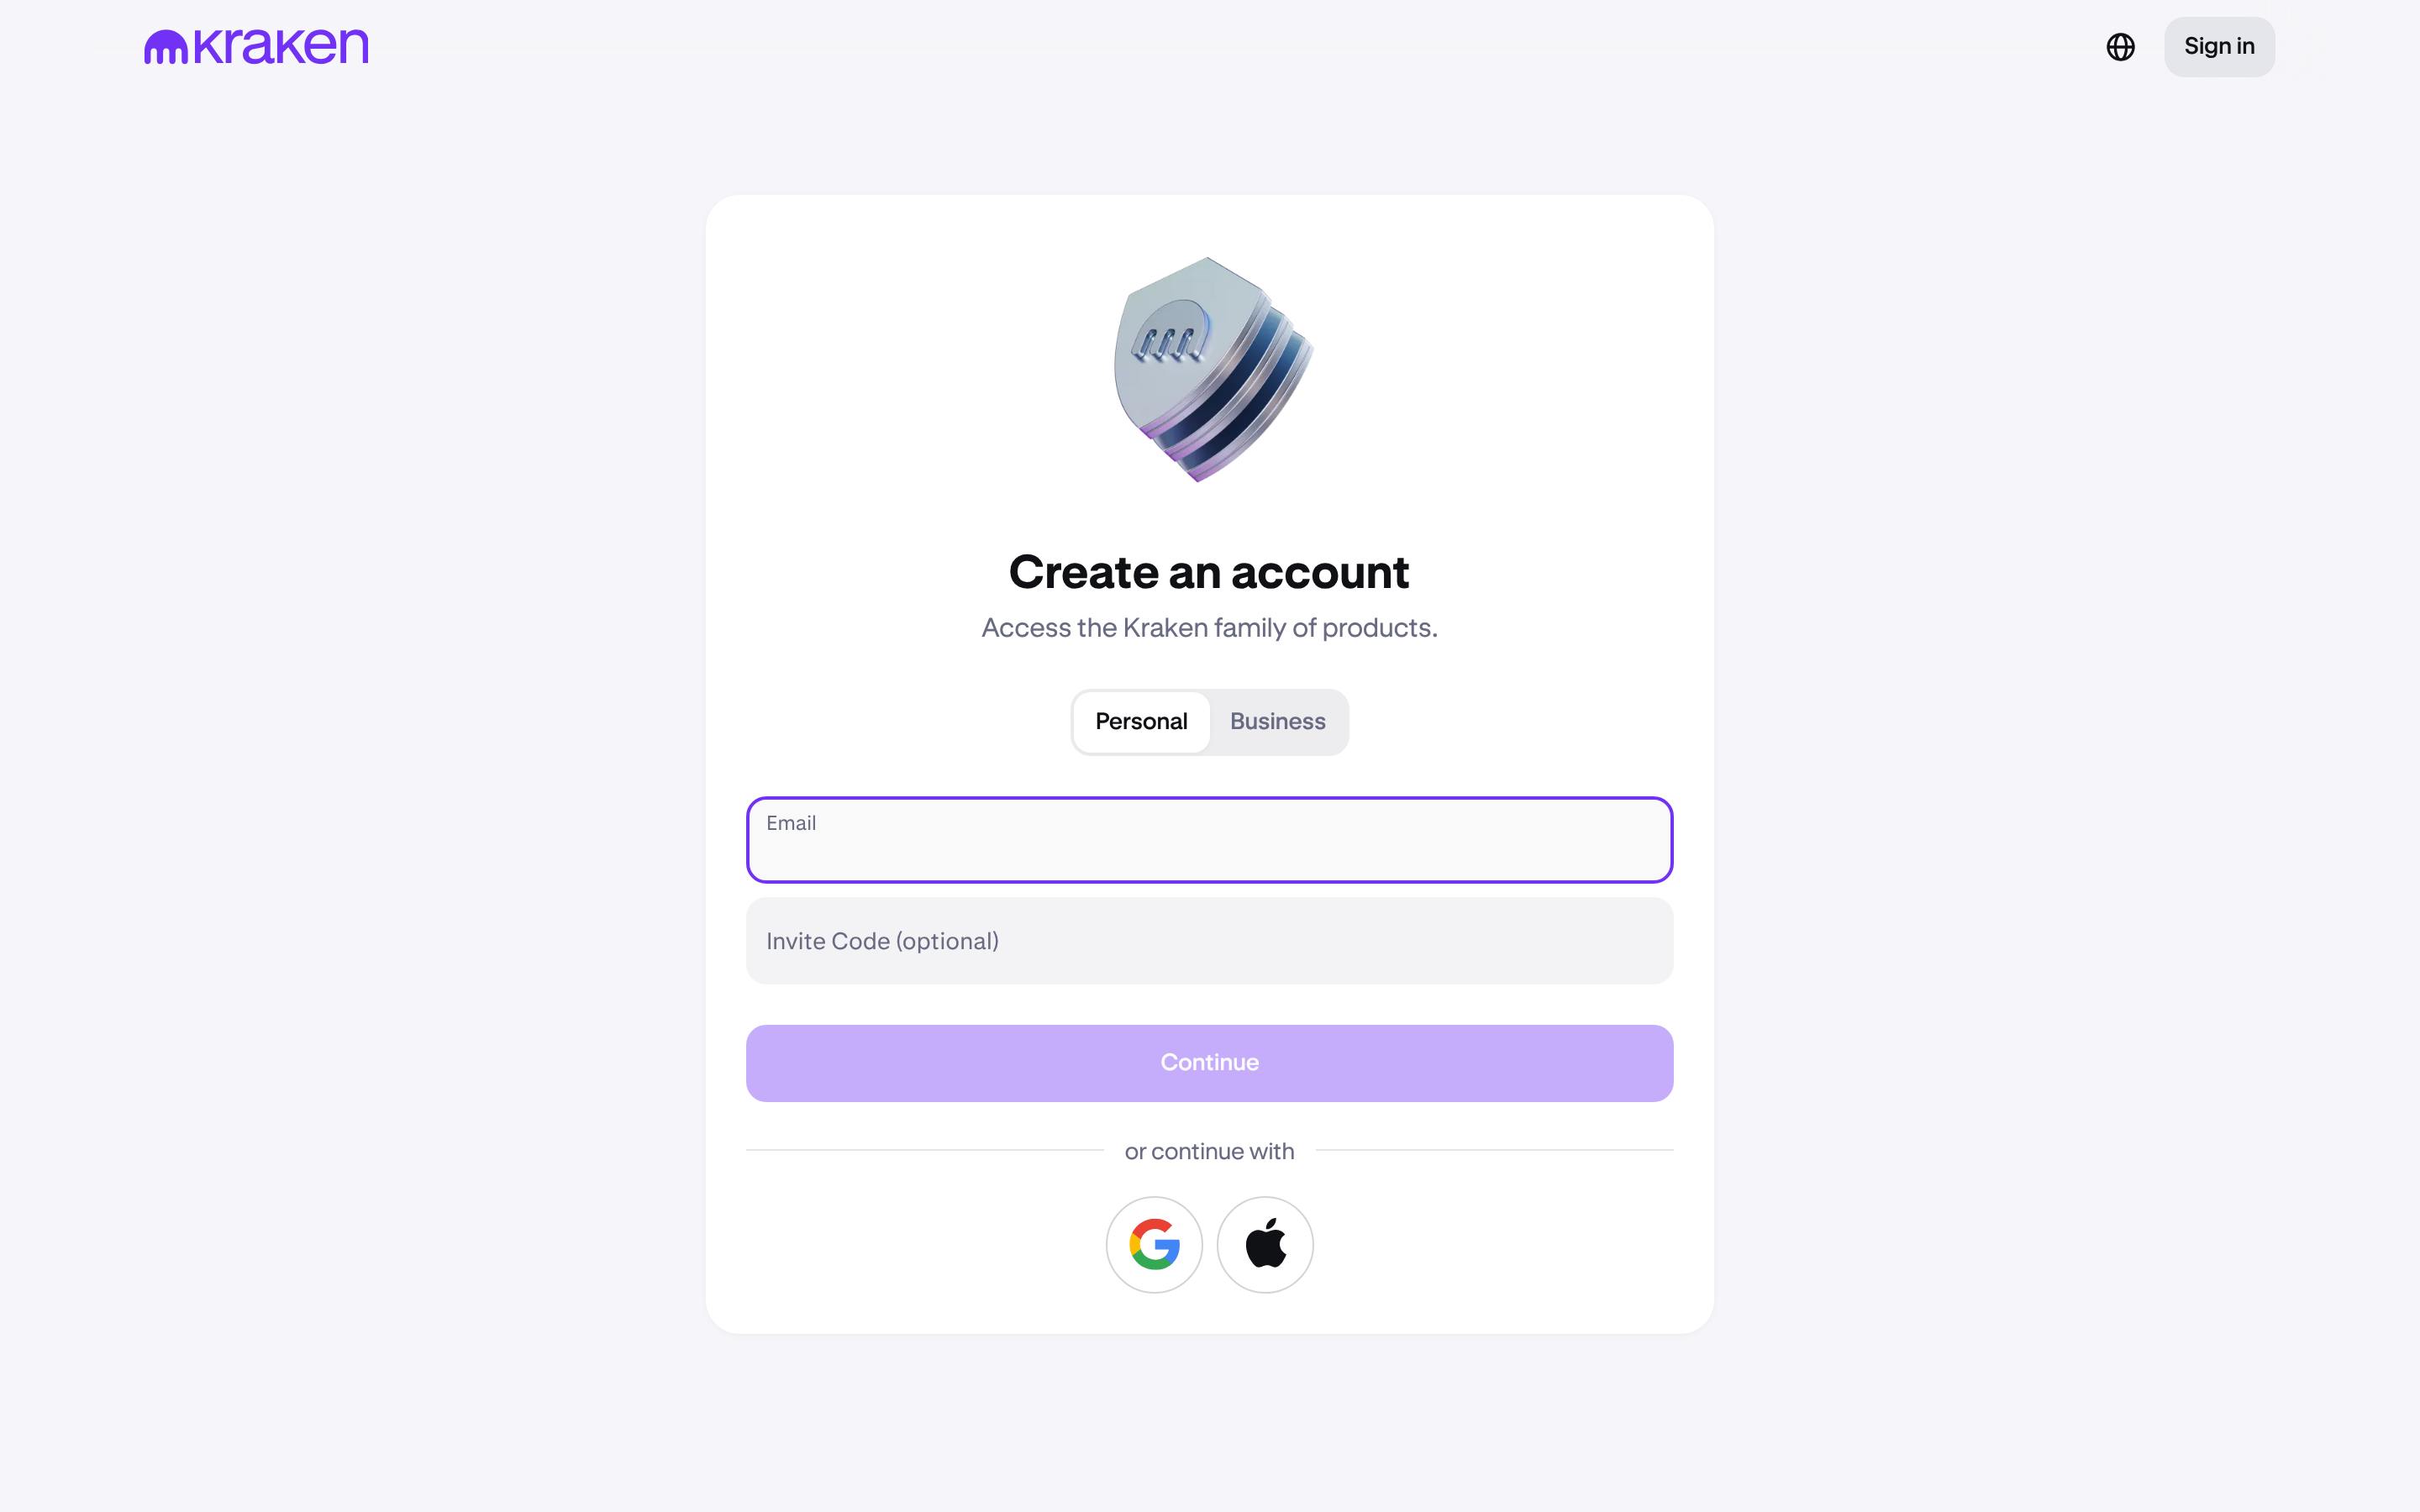 kraken
Sign in
Create an account
Access the Kraken family of products.
Personal Business
Email
Invite Code (optional)
Continue
or continue with